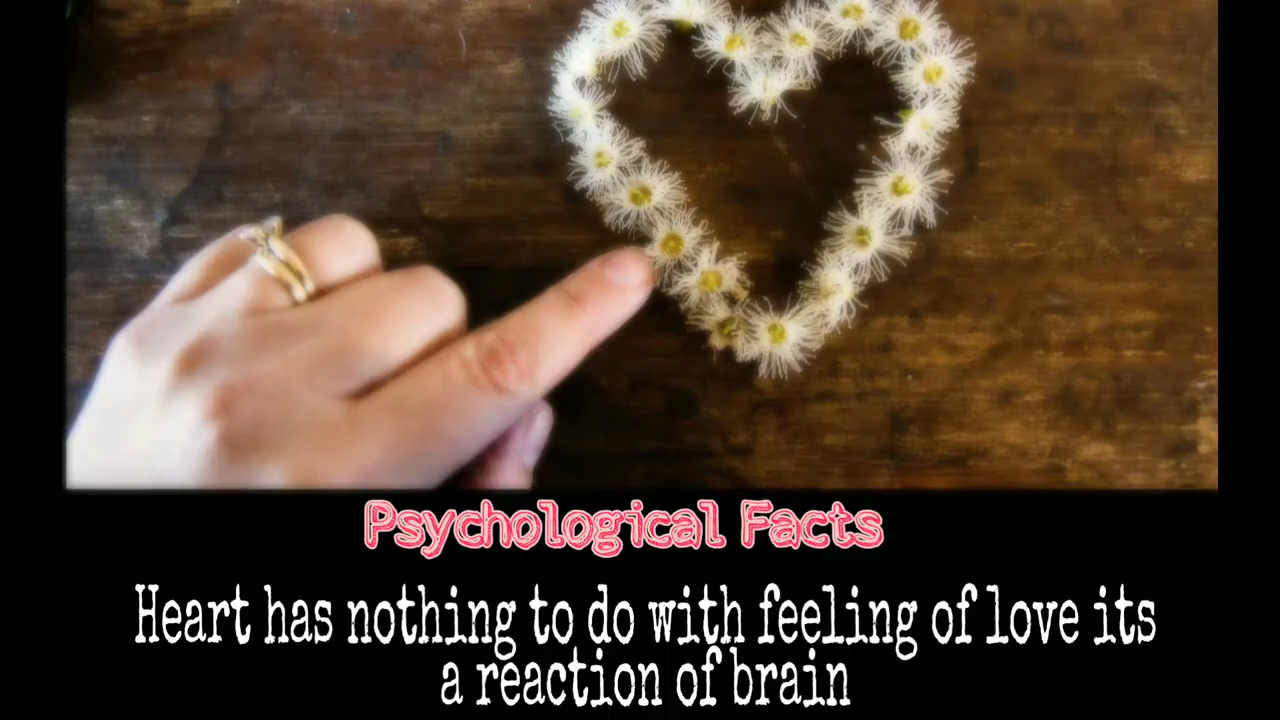 Psychological Facts
Heart has nothing to do with feeling of love its
a reaction of brain